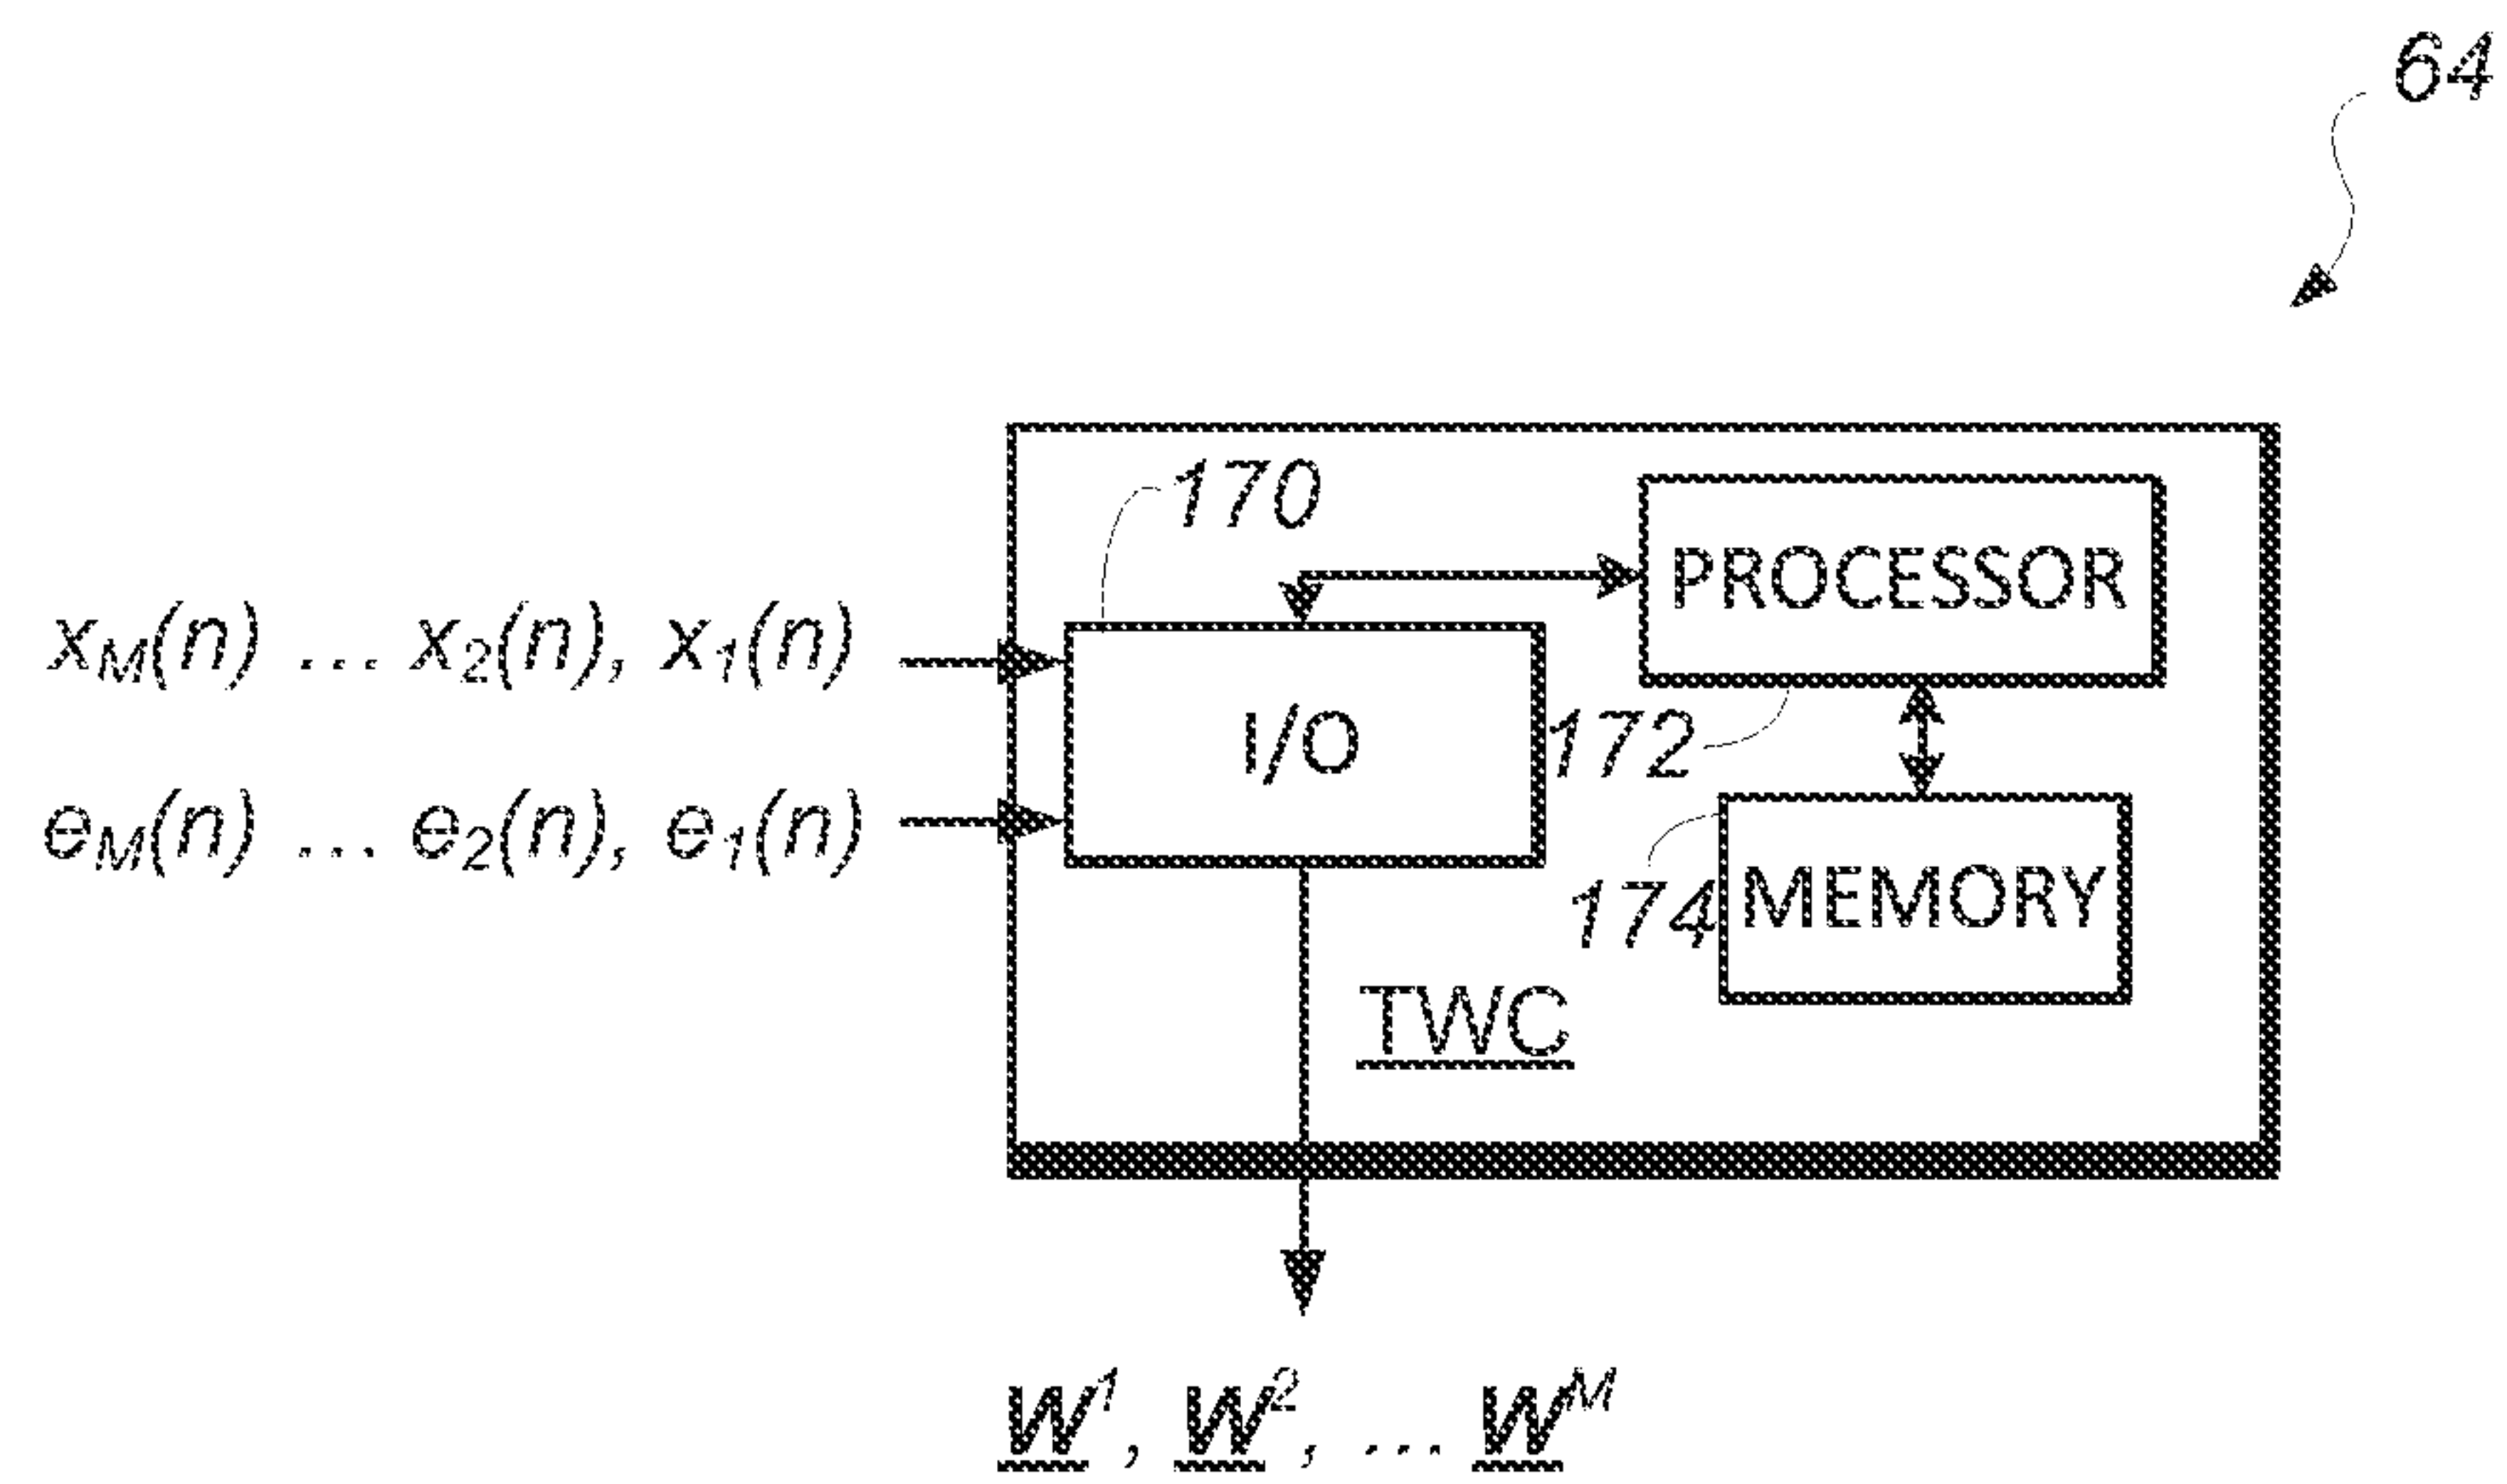 64
170
PROCESSOR
x_M(n) ... x_2(n), x_1(n)
I/O
172
e_M(n) ... e_2(n), e_1(n)
174
MEMORY
TWC
W^1, W^2, ... W^M